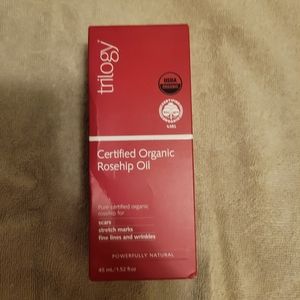 trilogy
USDA
ORGANIC
Certified Organic
Rosehip Oil
Pure certified organic
rosehip for
scars
stretch marks
fine lines and wrinkles
POWERFULLY NATURAL
45 mL/1.52 fl oz